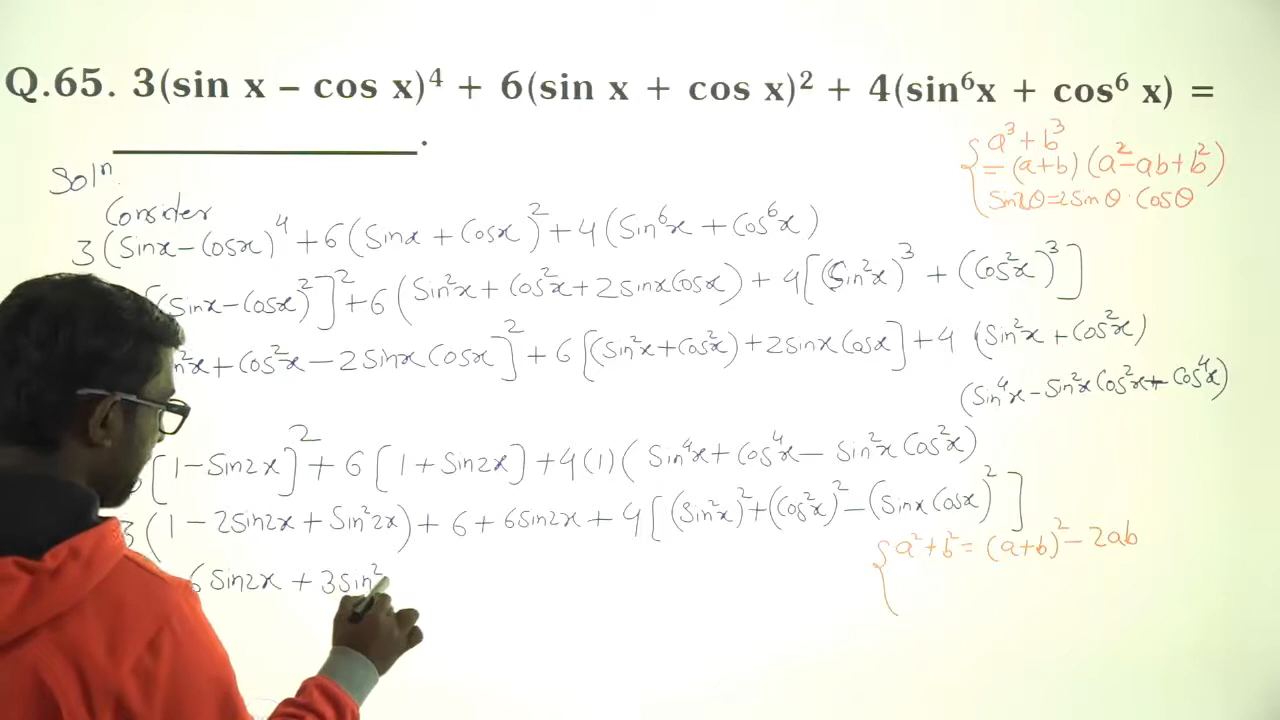 Q.65. 3(sin x – cos x)⁴ + 6(sin x + cos x)² + 4(sin⁶x + cos⁶ x) =
____________.
{a³+b³
=(a+b)(a²-ab+b²)
Sin2θ=2Sinθ·Cosθ
Solⁿ.
Consider
3(Sinx-Cosx)⁴+6(Sinx+Cosx)²+4(Sin⁶x+Cos⁶x)
[(Sinx-Cosx)²]²+6(Sin²x+Cos²x+2SinxCosx)+4[(Sin²x)³+(Cos²x)³]
n²x+Cos²x-2SinxCosx]²+6[(Sin²x+Cos²x)+2SinxCosx]+4(Sin²x+Cos²x)
(Sin⁴x-Sin²xCos²x+Cos⁴x)
[1-Sin2x]²+6[1+Sin2x]+4(1)(Sin⁴x+Cos⁴x-Sin²xCos²x)
3(1-2Sin2x+Sin²2x)+6+6Sin2x+4[(Sin²x)²+(Cos²x)²-(SinxCosx)²]
{a²+b²=(a+b)²-2ab
6Sin2x+3Sin²